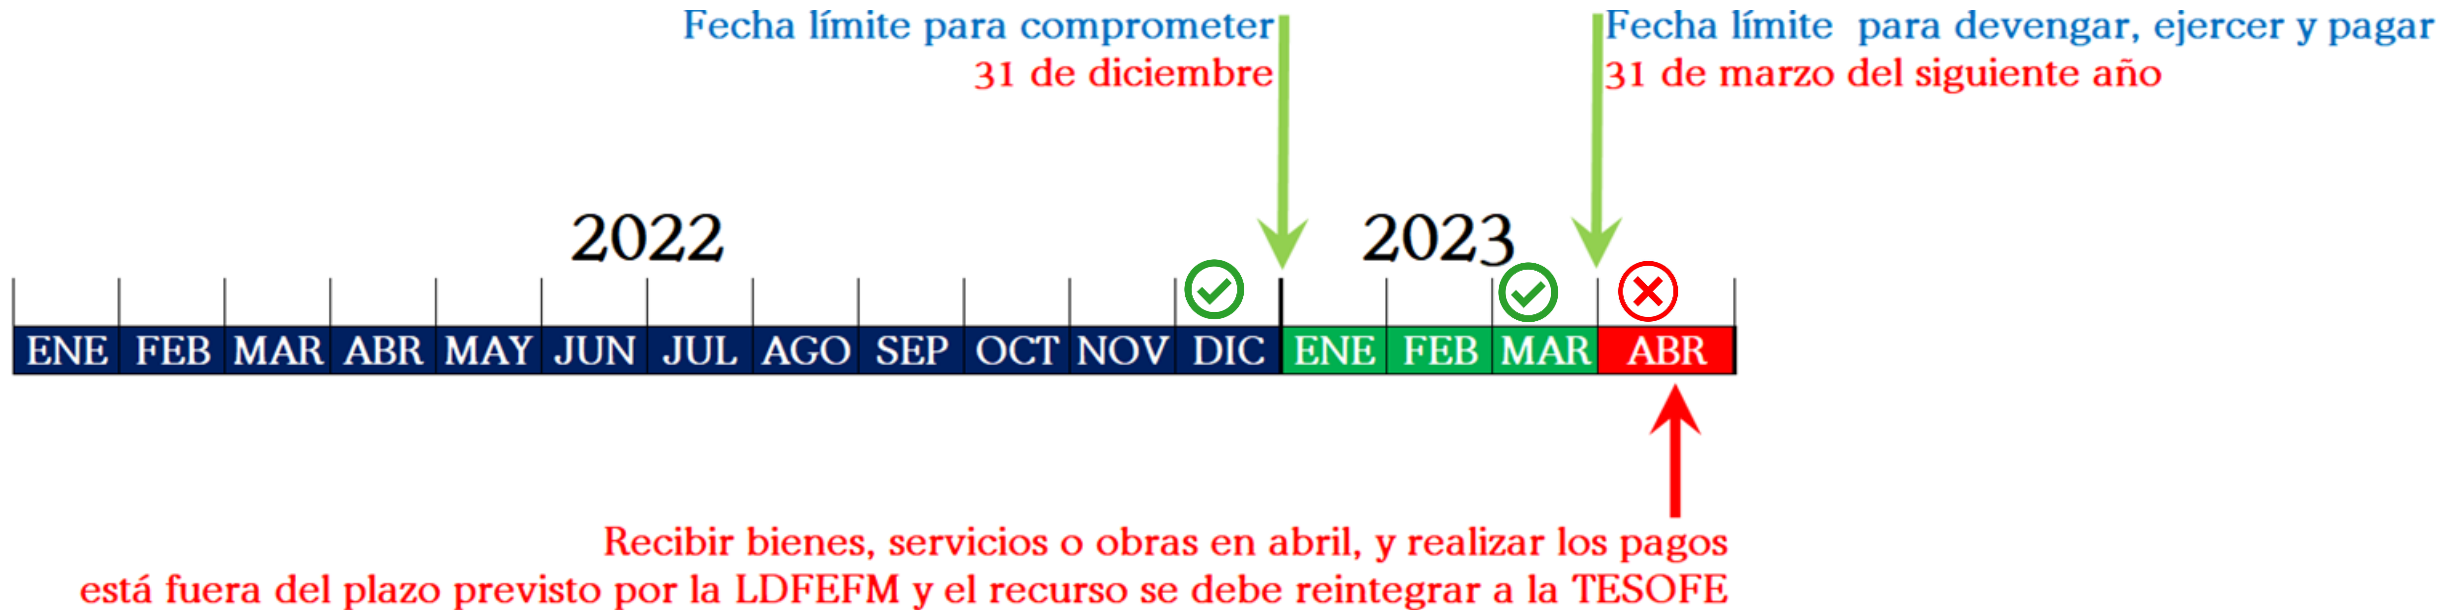 Fecha límite para comprometer
31 de diciembre
Fecha límite para devengar, ejercer y pagar
31 de marzo del siguiente año
2022
2023
ENE FEB MAR ABR MAY JUN JUL AGO SEP OCT NOV DIC ENE FEB MAR ABR
Recibir bienes, servicios o obras en abril, y realizar los pagos
está fuera del plazo previsto por la LDFEFM y el recurso se debe reintegrar a la TESOFE